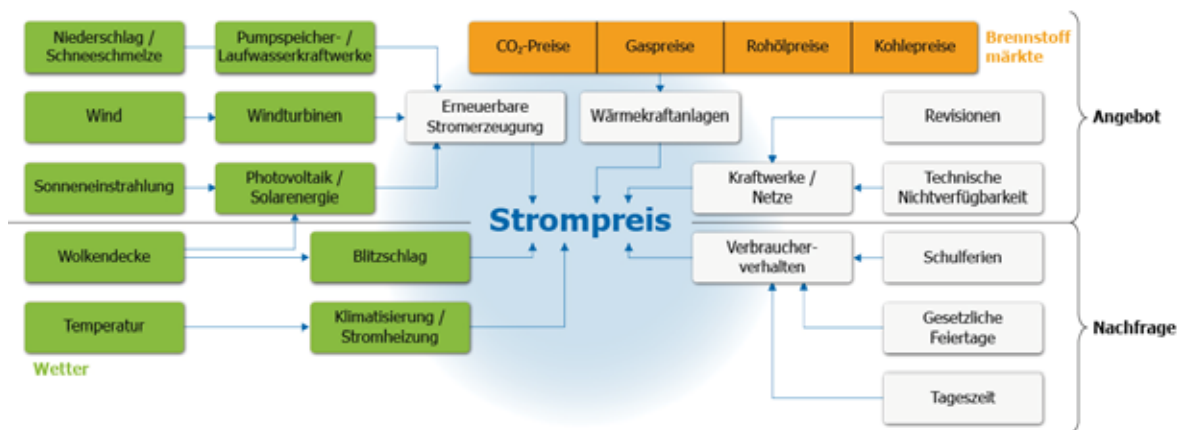 Niederschlag /
Schneeschmelze
Pumpspeicher- /
Laufwasserkraftwerke
CO₂-Preise
Gaspreise
Rohölpreise
Kohlepreise
Brennstoff
märkte
Wind
Windturbinen
Erneuerbare
Stromerzeugung
Wärmekraftanlagen
Revisionen
Angebot
Sonneneinstrahlung
Photovoltaik /
Solarenergie
Kraftwerke /
Netze
Technische
Nichtverfügbarkeit
Strompreis
Wolkendecke
Blitzschlag
Verbraucher-
verhalten
Schulferien
Temperatur
Klimatisierung /
Stromheizung
Gesetzliche
Feiertage
Nachfrage
Wetter
Tageszeit